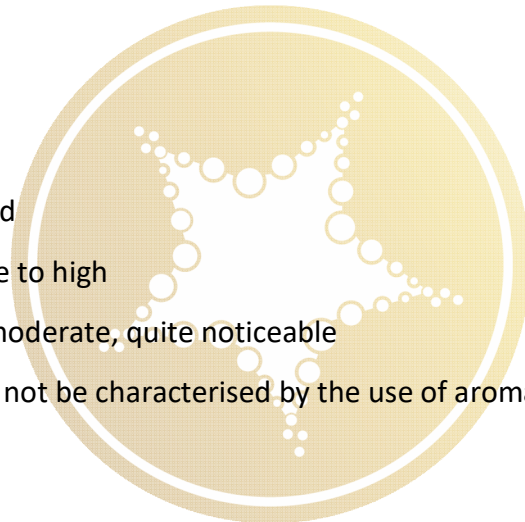 d
e to high
moderate, quite noticeable
not be characterised by the use of aroma